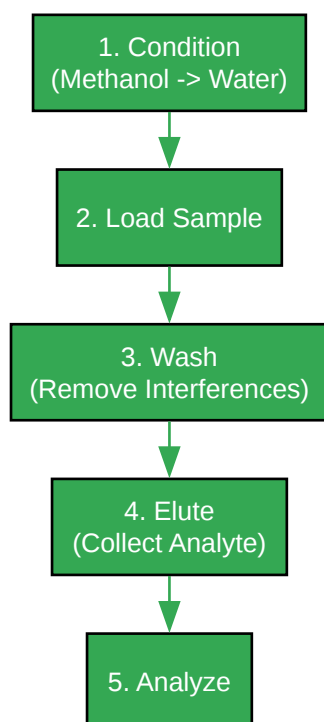 1. Condition
(Methanol -> Water)
2. Load Sample
3. Wash
(Remove Interferences)
4. Elute
(Collect Analyte)
5. Analyze